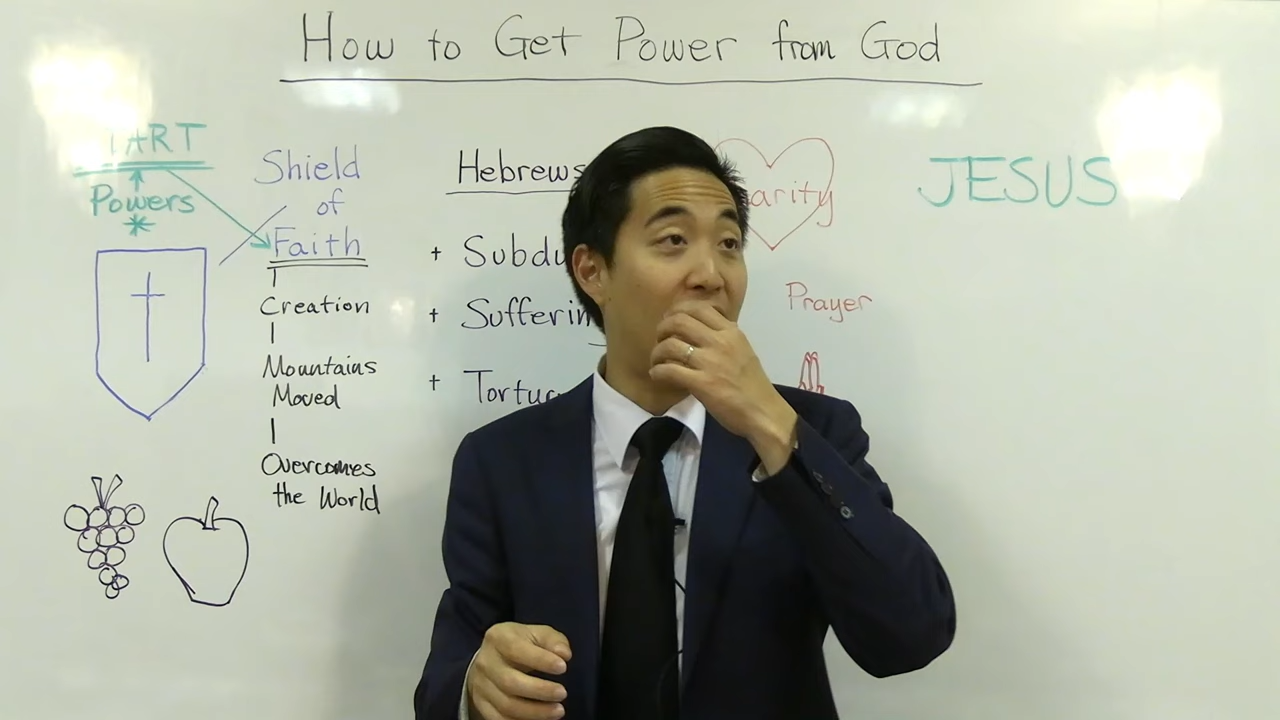 How to Get Power from God
TART
Powers
Shield
of
Faith
Creation
Mountains
Moved
Overcomes
the World
Hebrews
+ Subdu
+ Sufferin
+ Tortu
arity
Prayer
JESUS